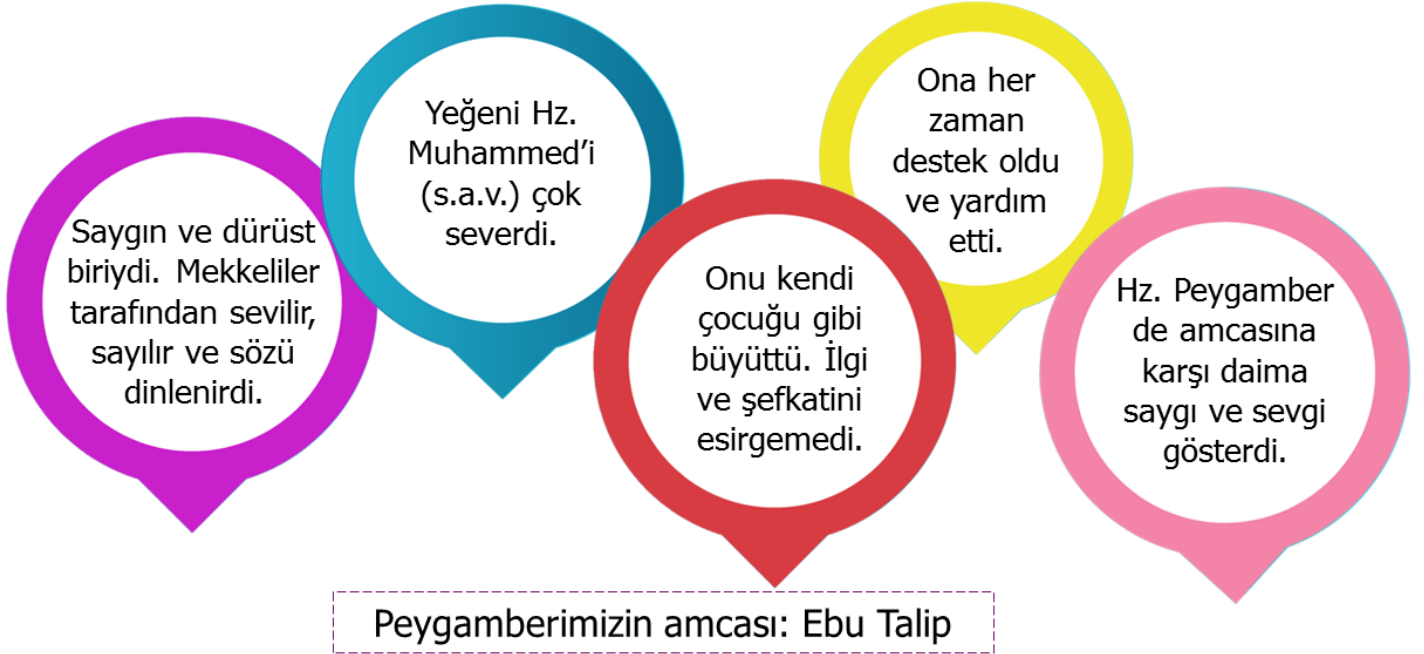 Saygın ve dürüst
biriydi. Mekkeliler
tarafından sevilir,
sayılır ve sözü
dinlenirdi.
Yeğeni Hz.
Muhammed’i
(s.a.v.) çok
severdi.
Onu kendi
çocuğu gibi
büyüttü. İlgi
ve şefkatini
esirgemedi.
Ona her
zaman
destek oldu
ve yardım
etti.
Hz. Peygamber
de amcasına
karşı daima
saygı ve sevgi
gösterdi.
Peygamberimizin amcası: Ebu Talip